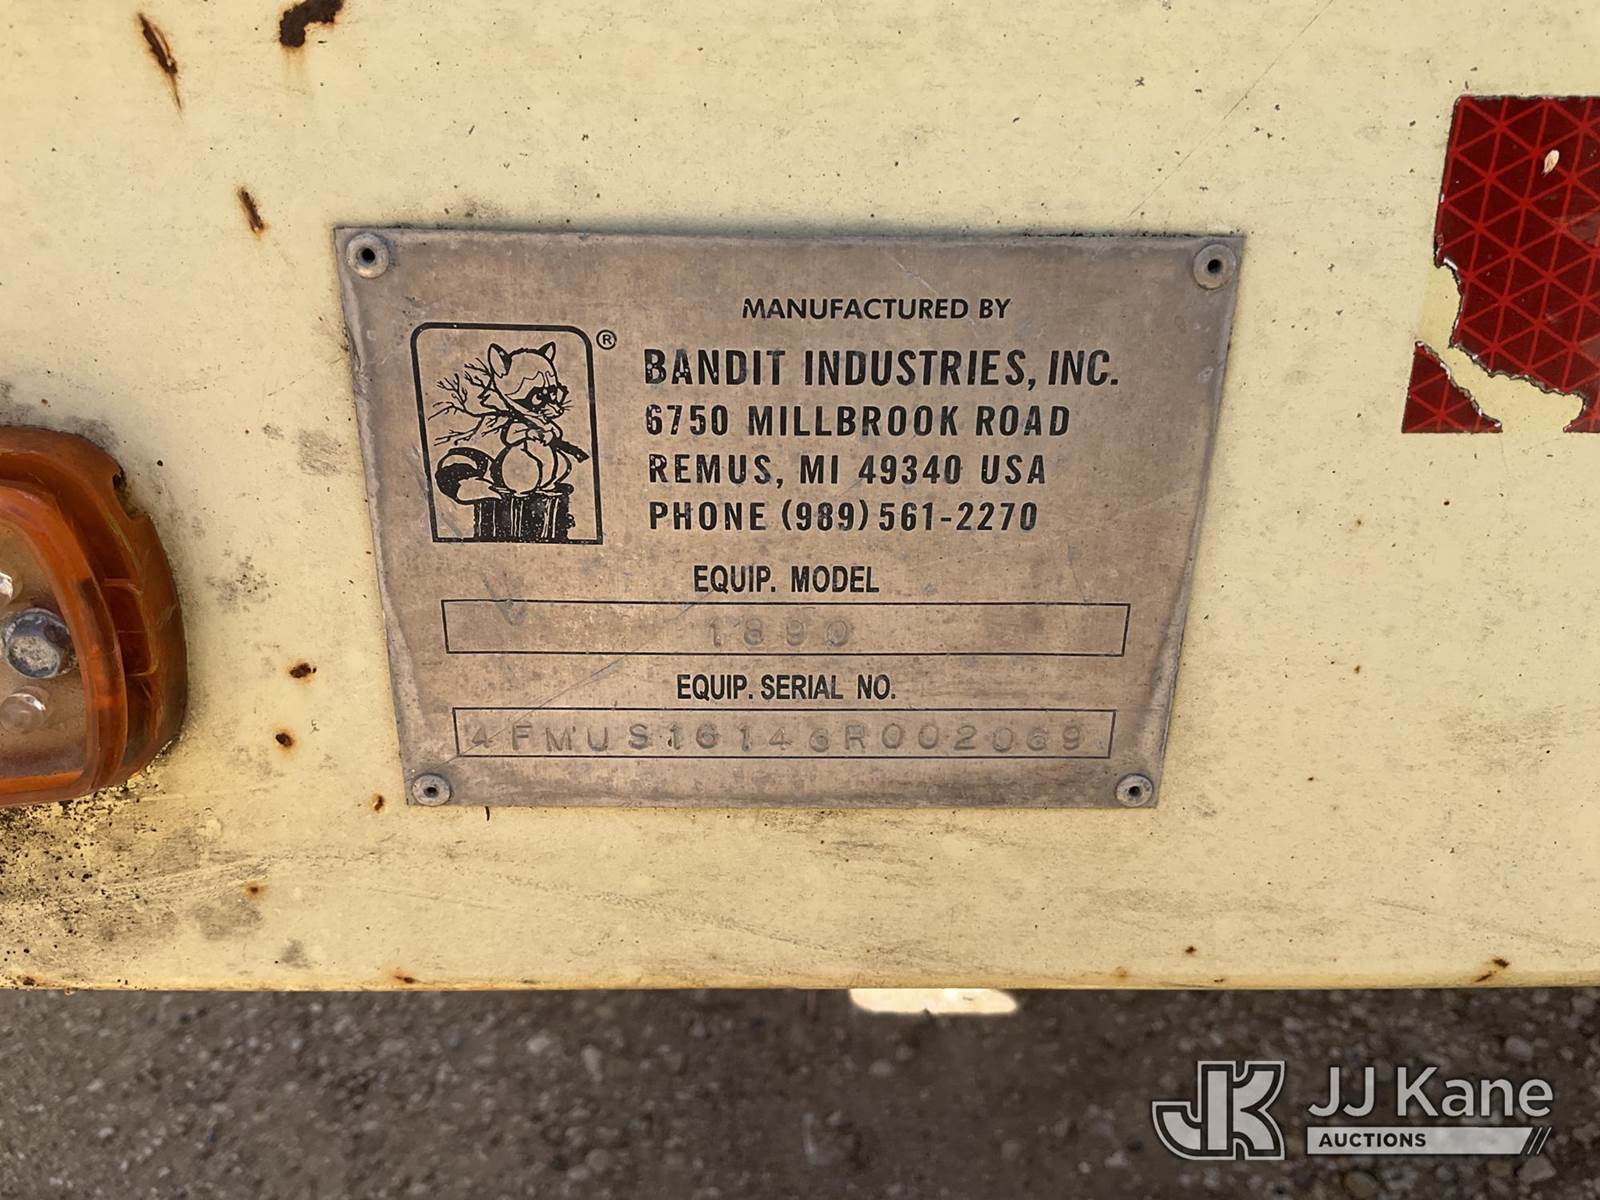 MANUFACTURED BY
®
BANDIT INDUSTRIES, INC.
6750 MILLBROOK ROAD
REMUS, MI 49340 USA
PHONE (989) 561-2270
EQUIP. MODEL
1890
EQUIP. SERIAL NO.
4FMUS16146R002069
JJ Kane
AUCTIONS